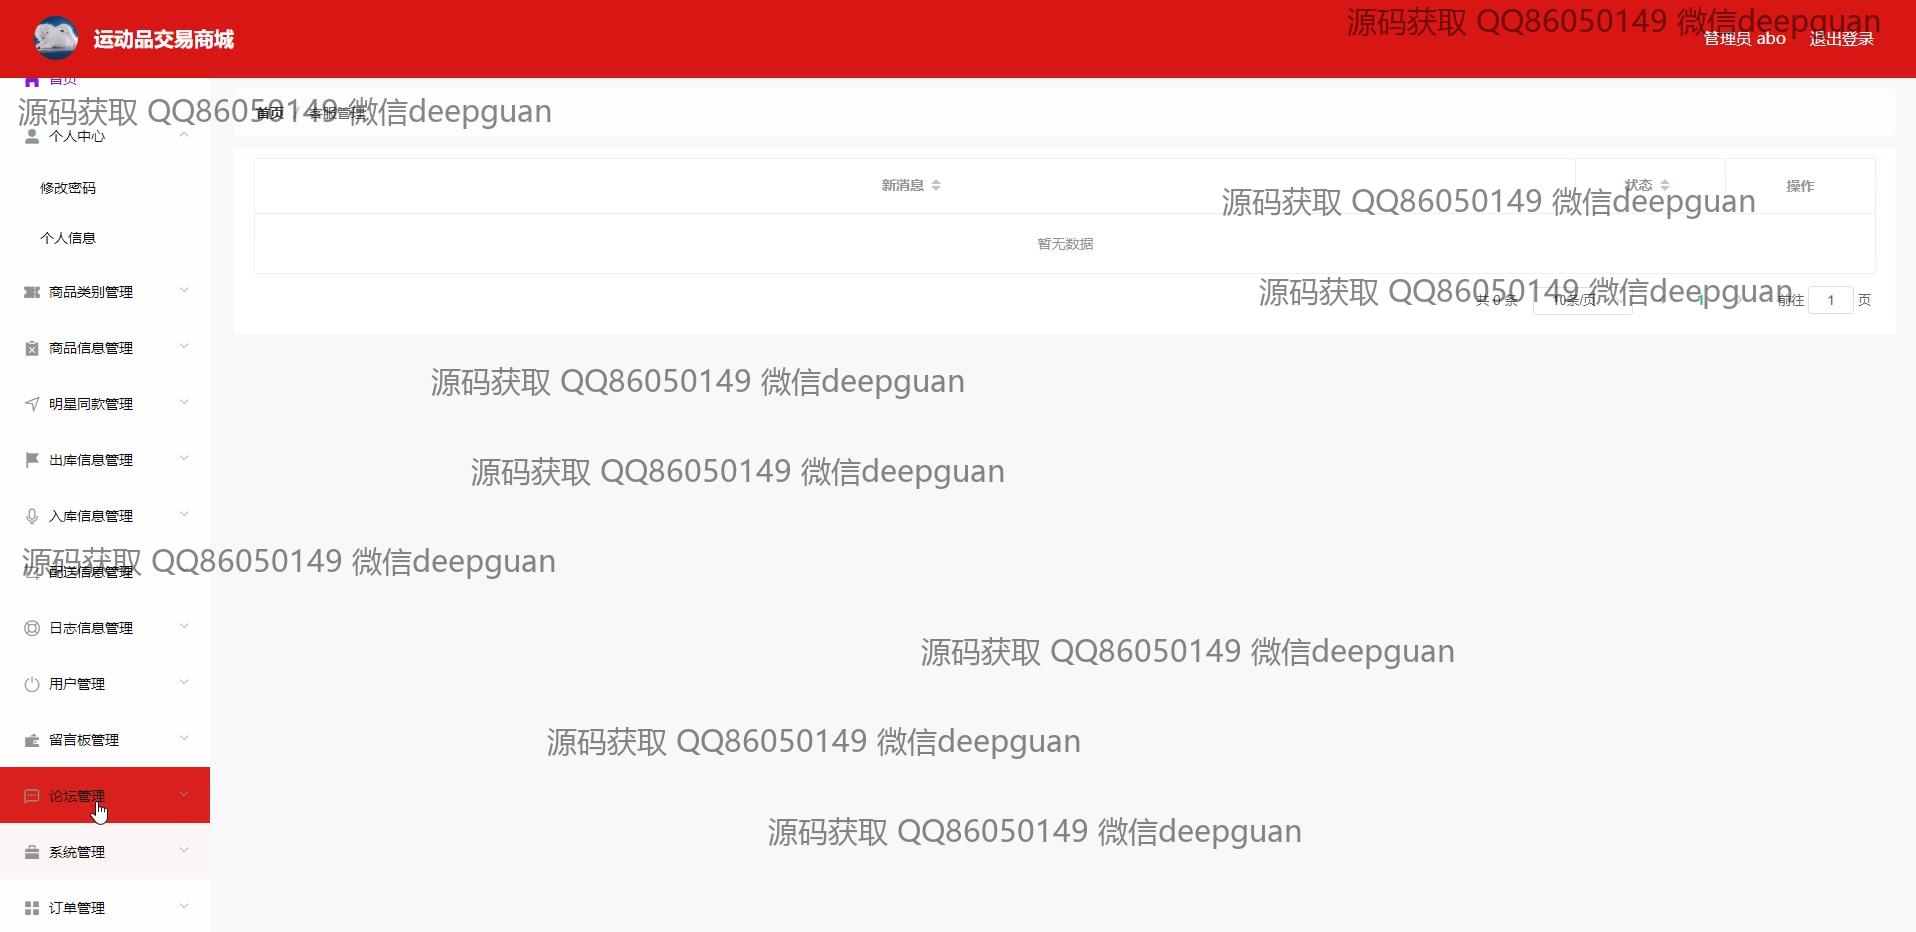 运动品交易商城
源码获取 QQ86050149 微信deepguan
管理员 abo
退出登录
首页
源码获取 QQ86050149 微信deepguan
首页 / 客服管理
个人中心
修改密码
个人信息
商品类别管理
商品信息管理
明星同款管理
出库信息管理
入库信息管理
配送信息管理
日志信息管理
用户管理
留言板管理
论坛管理
系统管理
订单管理
新消息
状态
操作
源码获取 QQ86050149 微信deepguan
暂无数据
源码获取 QQ86050149 微信deepguan
共 0 条
10条/页
1
前往 1 页
源码获取 QQ86050149 微信deepguan
源码获取 QQ86050149 微信deepguan
源码获取 QQ86050149 微信deepguan
源码获取 QQ86050149 微信deepguan
源码获取 QQ86050149 微信deepguan
源码获取 QQ86050149 微信deepguan